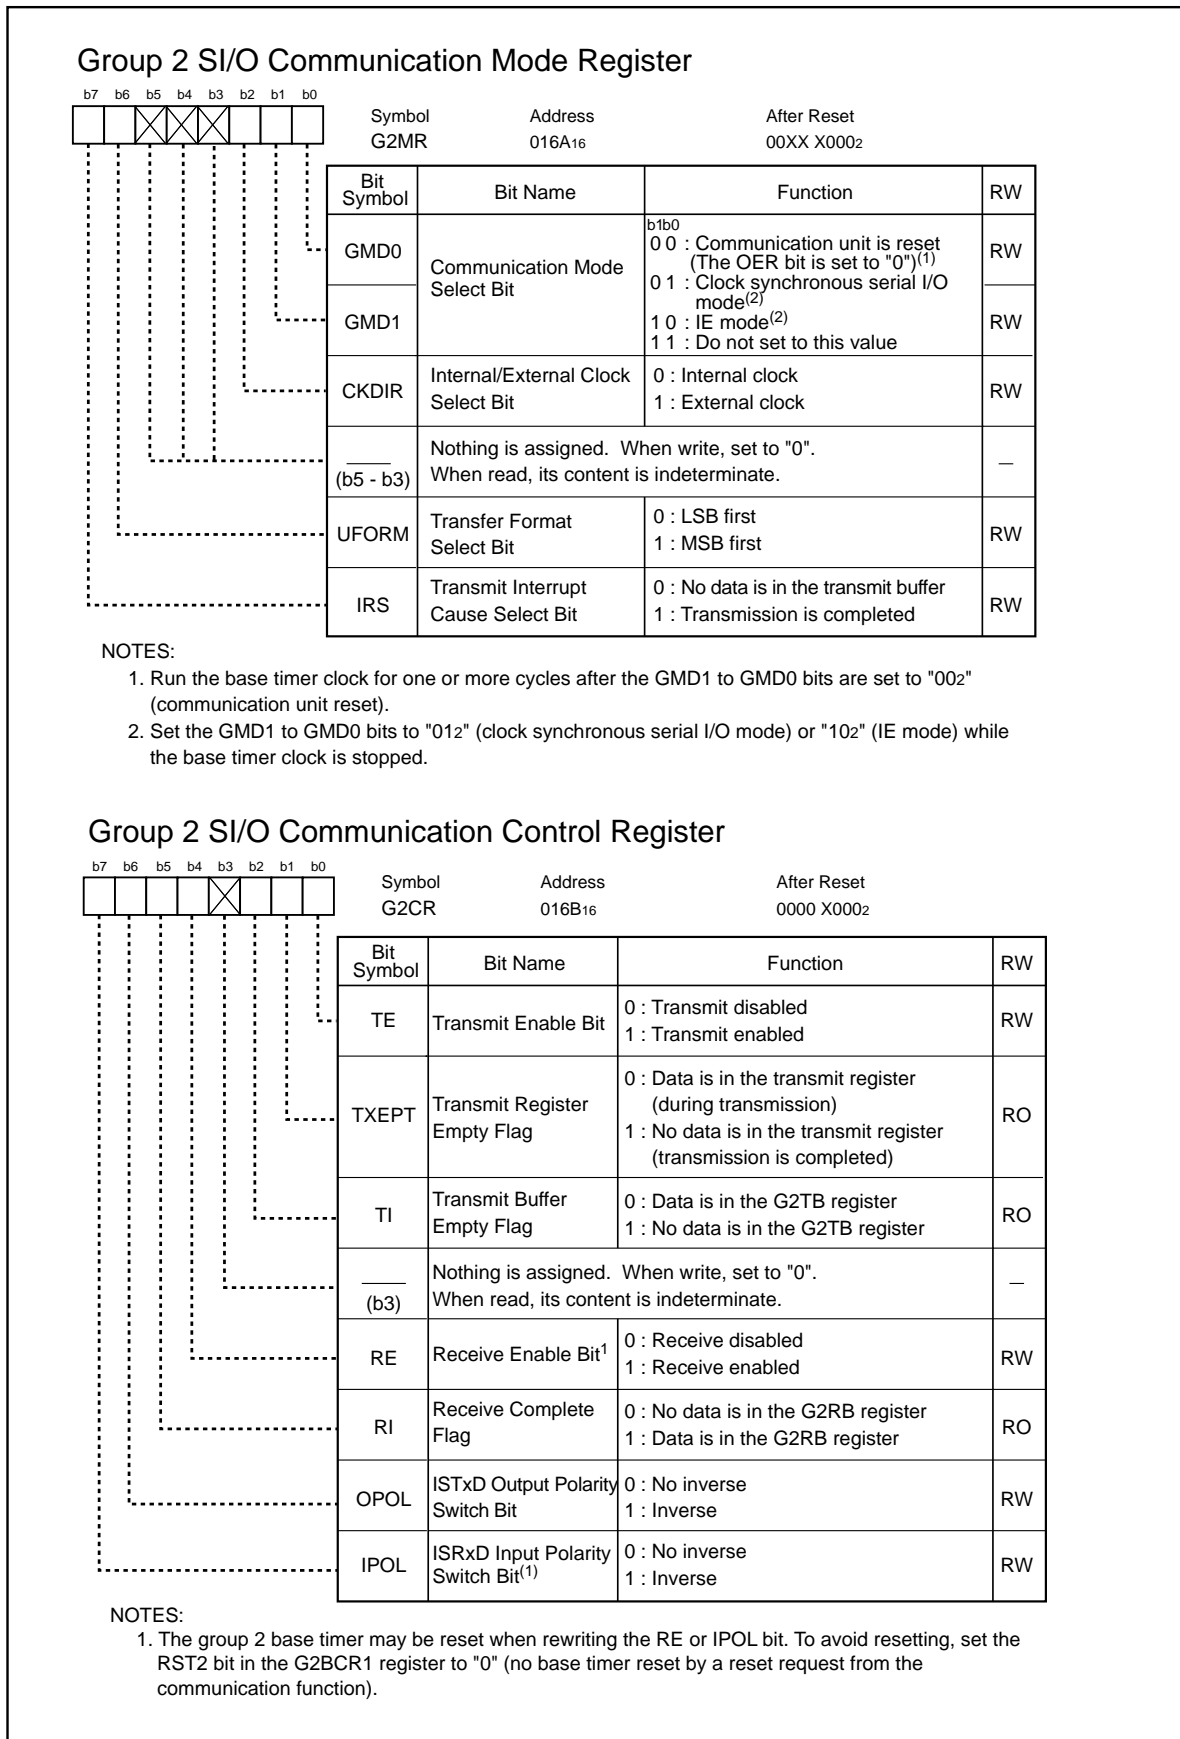 Group 2 SI/O Communication Mode Register
b7 b6 b5 b4 b3 b2 b1 b0
Symbol Address After Reset
G2MR 016A16 00XX X0002
Bit Symbol Bit Name Function RW
GMD0 Communication Mode Select Bit RW
GMD1 RW
b1b0
0 0 : Communication unit is reset
(The OER bit is set to "0")(1)
0 1 : Clock synchronous serial I/O
mode(2)
1 0 : IE mode(2)
1 1 : Do not set to this value
CKDIR Internal/External Clock Select Bit RW
0 : Internal clock
1 : External clock
(b5 - b3) Nothing is assigned. When write, set to "0". –
When read, its content is indeterminate.
UFORM Transfer Format Select Bit RW
0 : LSB first
1 : MSB first
IRS Transmit Interrupt Cause Select Bit RW
0 : No data is in the transmit buffer
1 : Transmission is completed
NOTES:
1. Run the base timer clock for one or more cycles after the GMD1 to GMD0 bits are set to "002"
(communication unit reset).
2. Set the GMD1 to GMD0 bits to "012" (clock synchronous serial I/O mode) or "102" (IE mode) while
the base timer clock is stopped.
Group 2 SI/O Communication Control Register
b7 b6 b5 b4 b3 b2 b1 b0
Symbol Address After Reset
G2CR 016B16 0000 X0002
Bit Symbol Bit Name Function RW
TE Transmit Enable Bit RW
0 : Transmit disabled
1 : Transmit enabled
TXEPT Transmit Register Empty Flag RO
0 : Data is in the transmit register
(during transmission)
1 : No data is in the transmit register
(transmission is completed)
TI Transmit Buffer Empty Flag RO
0 : Data is in the G2TB register
1 : No data is in the G2TB register
(b3) Nothing is assigned. When write, set to "0". –
When read, its content is indeterminate.
RE Receive Enable Bit1 RW
0 : Receive disabled
1 : Receive enabled
RI Receive Complete Flag RO
0 : No data is in the G2RB register
1 : Data is in the G2RB register
OPOL ISTxD Output Polarity Switch Bit RW
0 : No inverse
1 : Inverse
IPOL ISRxD Input Polarity Switch Bit(1) RW
0 : No inverse
1 : Inverse
NOTES:
1. The group 2 base timer may be reset when rewriting the RE or IPOL bit. To avoid resetting, set the
RST2 bit in the G2BCR1 register to "0" (no base timer reset by a reset request from the
communication function).